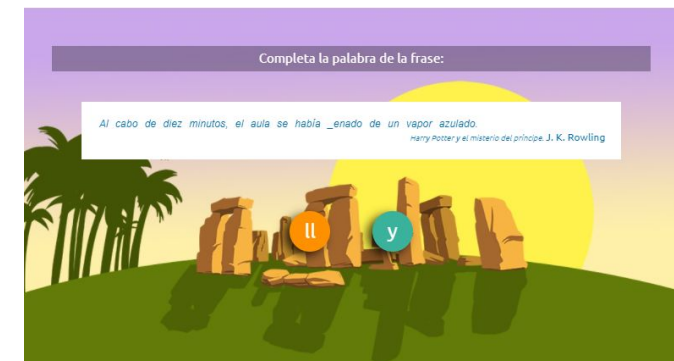 Completa la palabra de la frase:
Al cabo de diez minutos, el aula se había _enado de un vapor azulado.
Harry Potter y el misterio del príncipe. J. K. Rowling
ll y